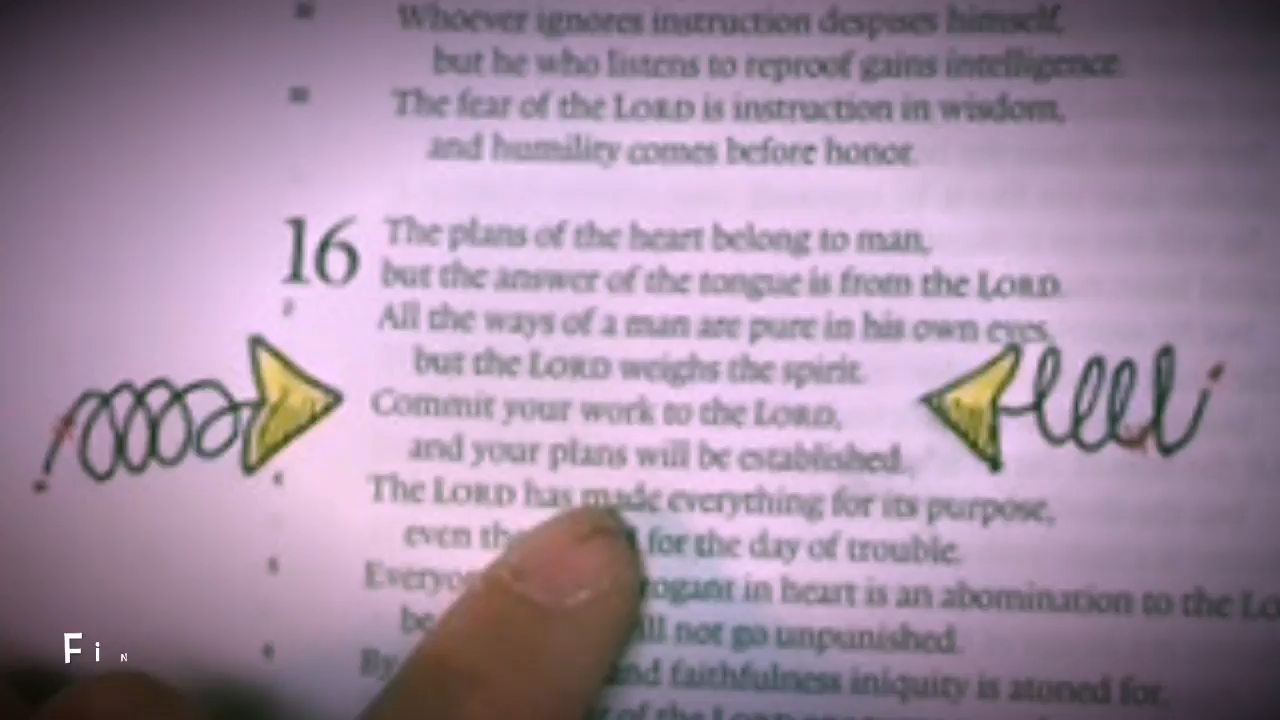 Whoever ignores instruction despises himself,
but he who listens to reproof gains intelligence.
The fear of the LORD is instruction in wisdom,
and humility comes before honor.
16 The plans of the heart belong to man,
but the answer of the tongue is from the LORD.
All the ways of a man are pure in his own eyes,
but the LORD weighs the spirit.
Commit your work to the LORD,
and your plans will be established.
The LORD has made everything for its purpose,
even for the day of trouble.
in heart is an abomination to the
not go unpunished.
By and faithfulness iniquity is atoned for,
of the LORD
Fin